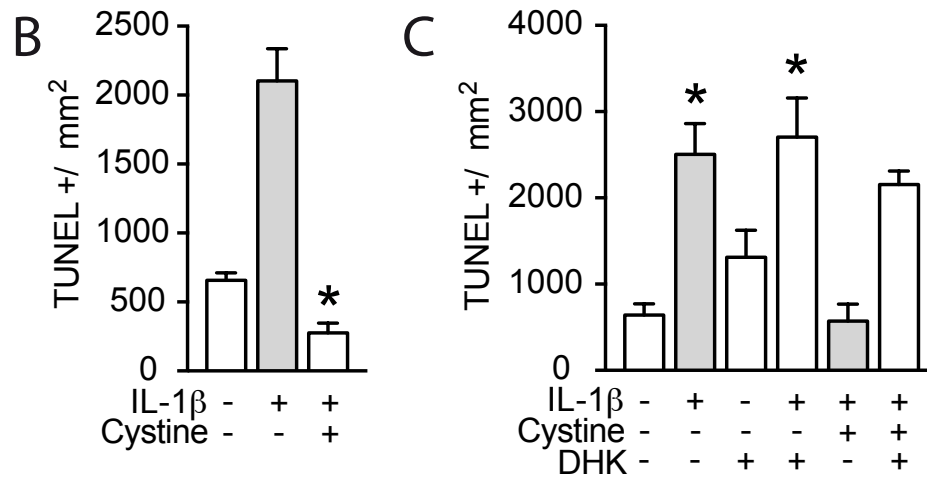 B
TUNEL +/ mm²
2500
2000
1500
1000
500
0
*
IL-1β - + +
Cystine - - +
C
TUNEL +/ mm²
4000
3000
2000
1000
0
* *
IL-1β - + - + + +
Cystine - - - - + +
DHK - - + + - +